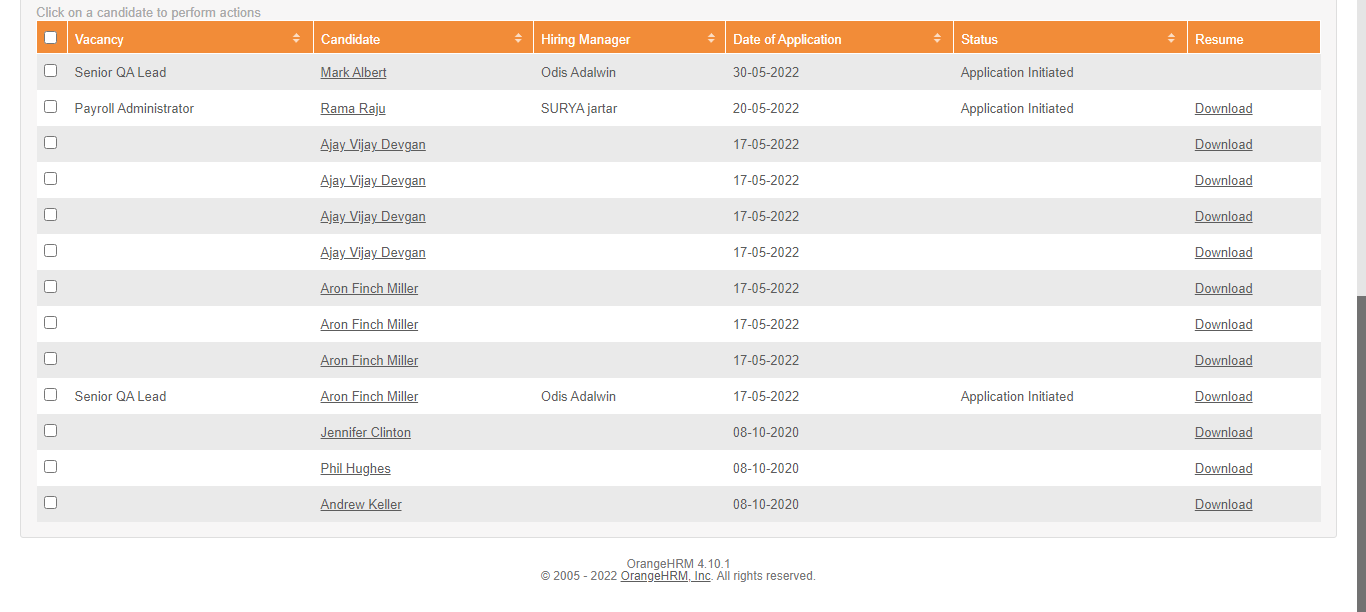 Click on a candidate to perform actions
Vacancy Candidate Hiring Manager Date of Application Status Resume
Senior QA Lead Mark Albert Odis Adalwin 30-05-2022 Application Initiated
Payroll Administrator Rama Raju SURYA jartar 20-05-2022 Application Initiated Download
Ajay Vijay Devgan 17-05-2022 Download
Ajay Vijay Devgan 17-05-2022 Download
Ajay Vijay Devgan 17-05-2022 Download
Ajay Vijay Devgan 17-05-2022 Download
Aron Finch Miller 17-05-2022 Download
Aron Finch Miller 17-05-2022 Download
Aron Finch Miller 17-05-2022 Download
Senior QA Lead Aron Finch Miller Odis Adalwin 17-05-2022 Application Initiated Download
Jennifer Clinton 08-10-2020 Download
Phil Hughes 08-10-2020 Download
Andrew Keller 08-10-2020 Download
OrangeHRM 4.10.1
© 2005 - 2022 OrangeHRM, Inc. All rights reserved.